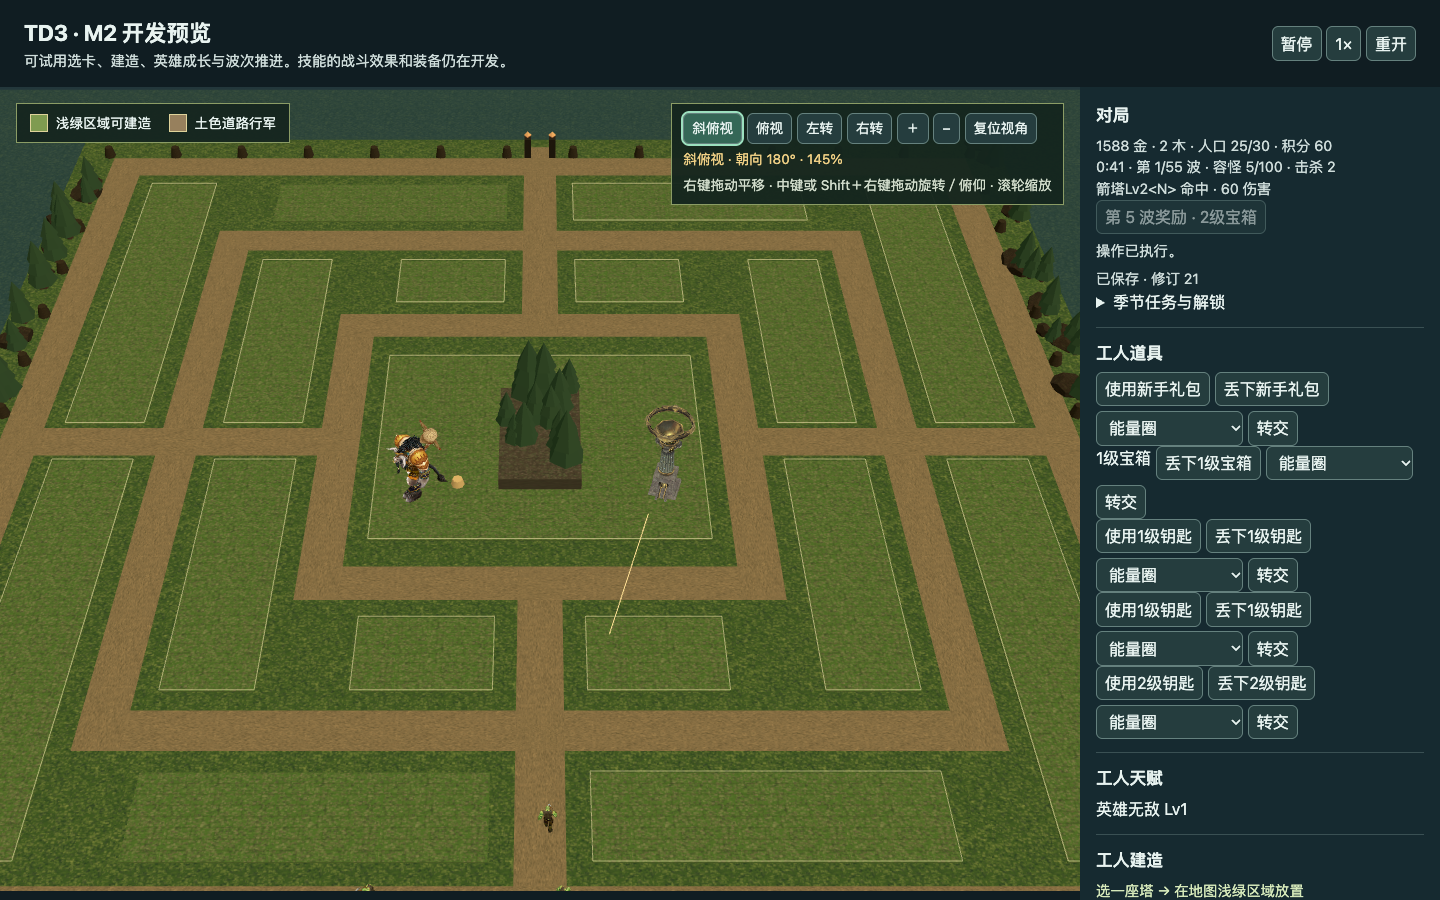 TD3 · M2 开发预览
可试用选卡、建造、英雄成长与波次推进。技能的战斗效果和装备仍在开发。
暂停 1× 重开
浅绿区域可建造 土色道路行军
斜俯视 俯视 左转 右转 + − 复位视角
斜俯视 · 朝向 180° · 145%
右键拖动平移 · 中键或 Shift+右键拖动旋转 / 俯仰 · 滚轮缩放
对局
1588 金 · 2 木 · 人口 25/30 · 积分 60
0:41 · 第 1/55 波 · 容怪 5/100 · 击杀 2
箭塔Lv2<N> 命中 · 60 伤害
第 5 波奖励 · 2级宝箱
操作已执行。
已保存 · 修订 21
▶ 季节任务与解锁
工人道具
使用新手礼包 丢下新手礼包
能量圈 转交
1级宝箱 丢下1级宝箱 能量圈
转交
使用1级钥匙 丢下1级钥匙
能量圈 转交
使用1级钥匙 丢下1级钥匙
能量圈 转交
使用2级钥匙 丢下2级钥匙
能量圈 转交
工人天赋
英雄无敌 Lv1
工人建造
选一座塔 → 在地图浅绿区域放置